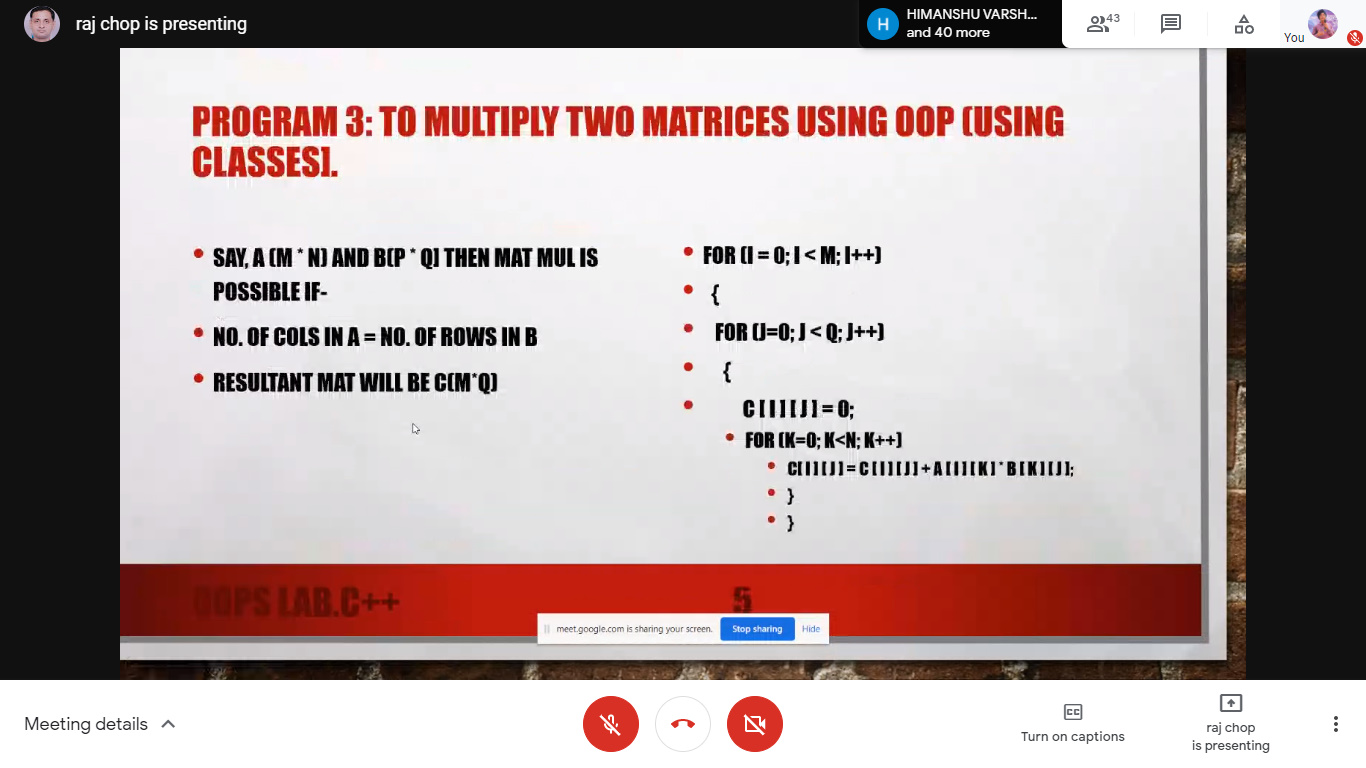 raj chop is presenting
HIMANSHU VARSH...
and 40 more
43
You
PROGRAM 3: TO MULTIPLY TWO MATRICES USING OOP (USING
CLASSES).
• SAY, A (M * N) AND B(P * Q) THEN MAT MUL IS
POSSIBLE IF-
• NO. OF COLS IN A = NO. OF ROWS IN B
• RESULTANT MAT WILL BE C(M*Q)
• FOR (I = 0; I < M; I++)
• {
• FOR (J=0; J < Q; J++)
• {
• C [ I ] [ J ] = 0;
• FOR (K=0; K<N; K++)
• C[ I ] [ J ] = C [ I ] [ J ] + A [ I ] [ K ] * B [ K ] [ J ];
• }
• }
OOPS LAB.C++
5
meet.google.com is sharing your screen.
Stop sharing
Hide
Meeting details
CC
Turn on captions
raj chop
is presenting
H